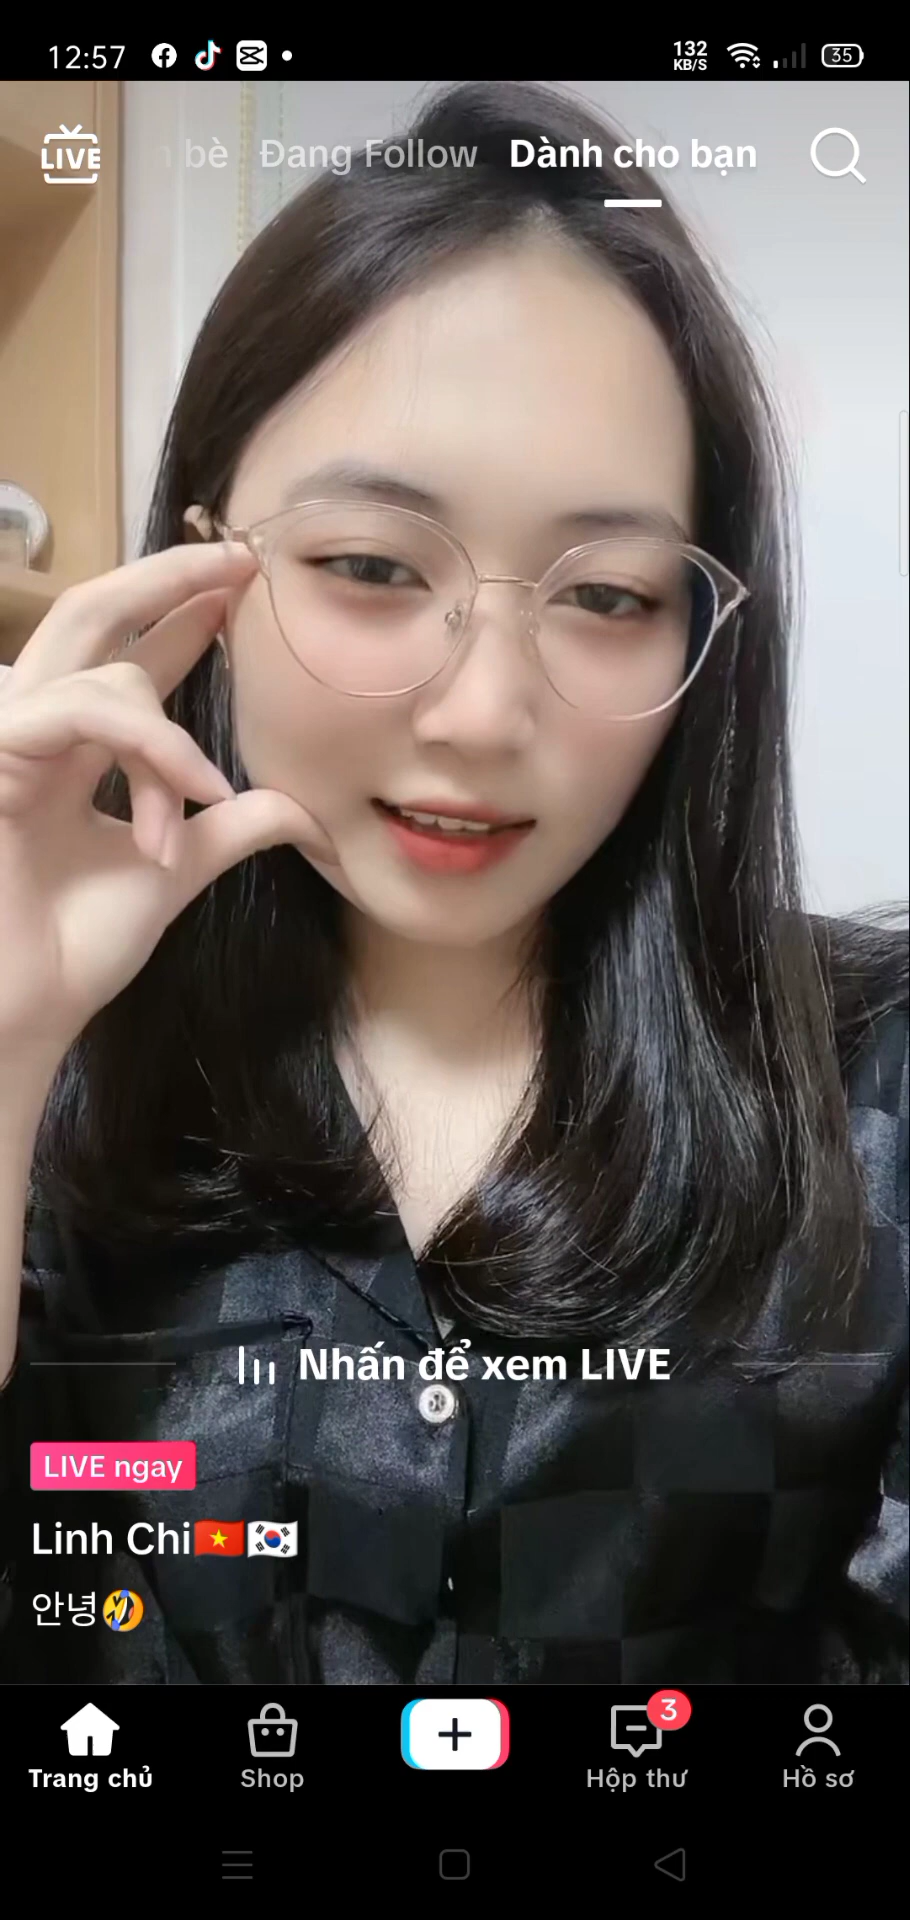 12:57
132
KB/S
35
LIVE
bè Đang Follow Dành cho bạn
Nhấn để xem LIVE
LIVE ngay
Linh Chi🇻🇳🇰🇷
안녕🤣
3
Trang chủ Shop Hộp thư Hồ sơ